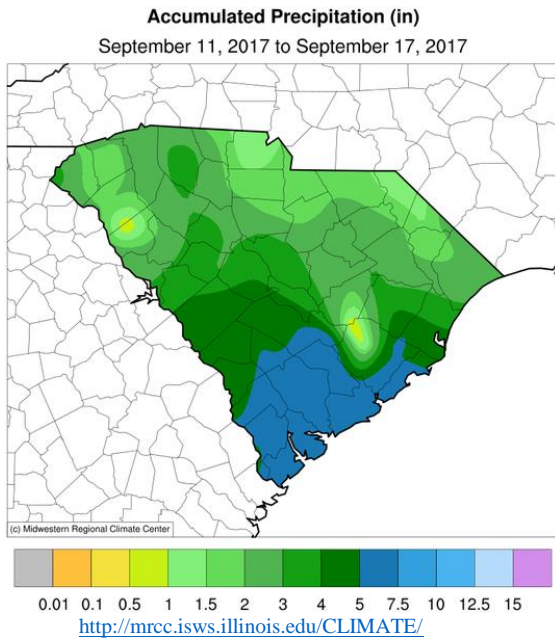 Accumulated Precipitation (in)
September 11, 2017 to September 17, 2017
(c) Midwestern Regional Climate Center
0.01 0.1 0.5 1 1.5 2 3 4 5 7.5 10 12.5 15
http://mrcc.isws.illinois.edu/CLIMATE/